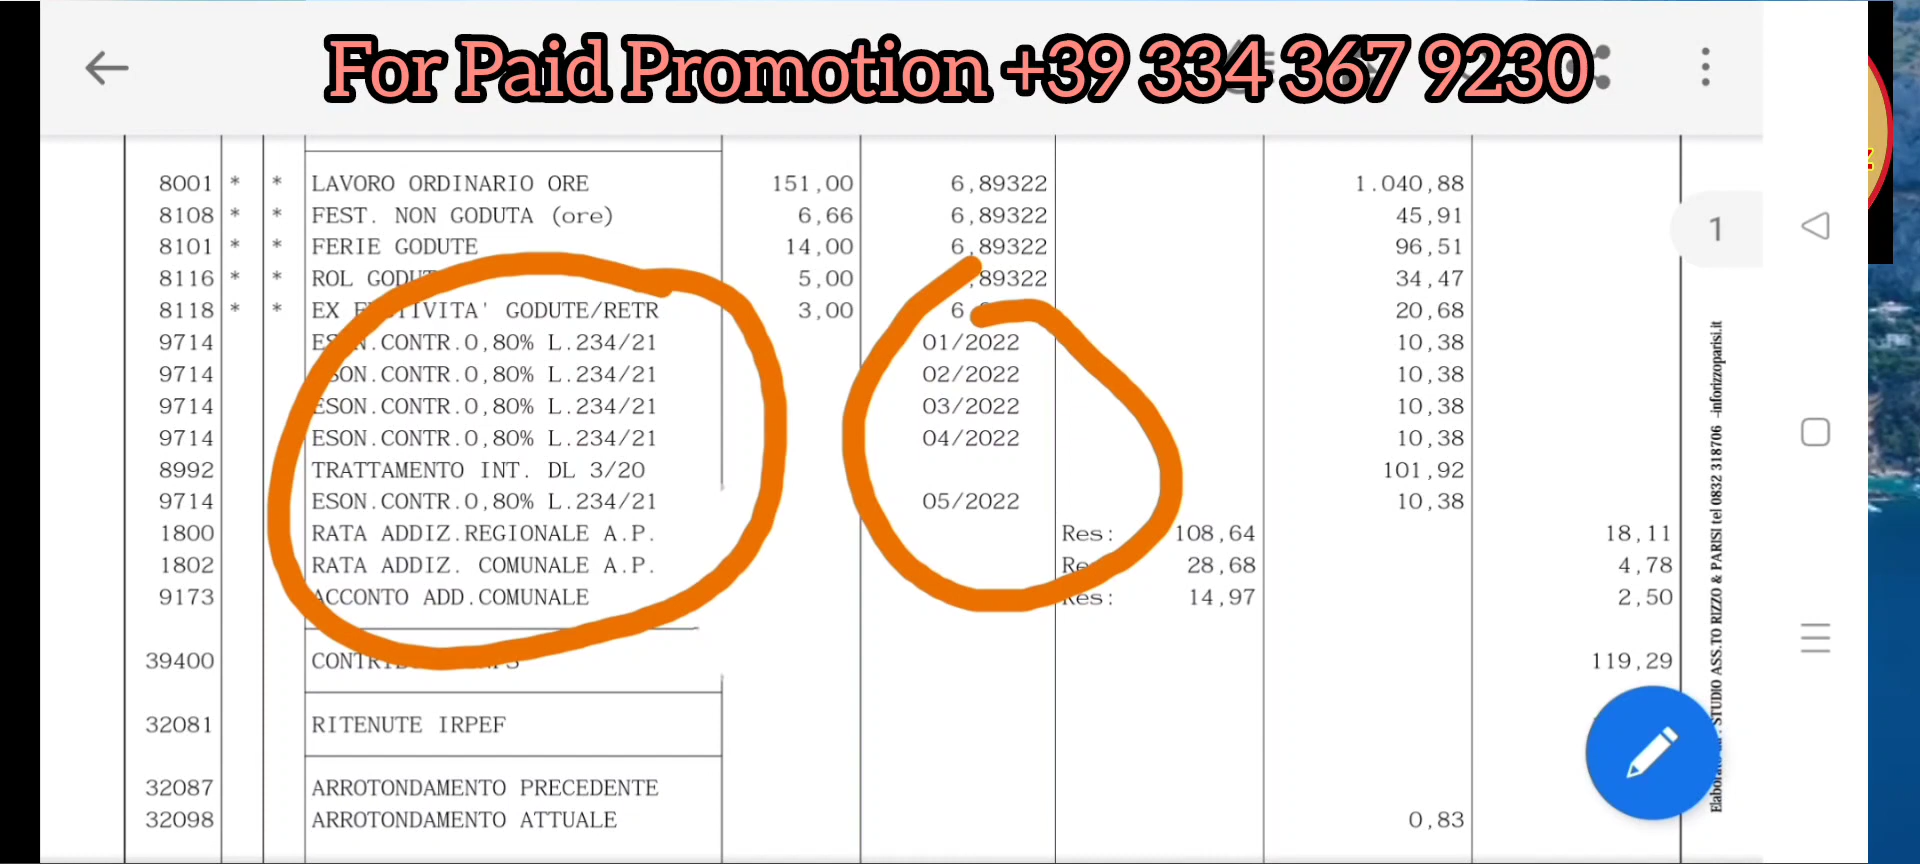 For Paid Promotion +39 334 367 9230
8001 * * LAVORO ORDINARIO ORE 151,00 6,89322 1.040,88
8108 * * FEST. NON GODUTA (ore) 6,66 6,89322 45,91
8101 * * FERIE GODUTE 14,00 6,89322 96,51
8116 * * ROL 5,00 ,89322 34,47
8118 * * EX GODUTE/RETR 3,00 6 20,68
9714 ESON.CONTR.0,80% L.234/21 01/2022 10,38
9714 ESON.CONTR.0,80% L.234/21 02/2022 10,38
9714 ESON.CONTR.0,80% L.234/21 03/2022 10,38
9714 ESON.CONTR.0,80% L.234/21 04/2022 10,38
8992 TRATTAMENTO INT. DL 3/20 101,92
9714 ESON.CONTR.0,80% L.234/21 05/2022 10,38
1800 RATA ADDIZ.REGIONALE A.P. Res: 108,64 18,11
1802 RATA ADDIZ. COMUNALE A.P. Res: 28,68 4,78
9173 ACCONTO ADD.COMUNALE Res: 14,97 2,50
39400 119,29
32081 RITENUTE IRPEF
32087 ARROTONDAMENTO PRECEDENTE
32098 ARROTONDAMENTO ATTUALE 0,83
1
STUDIO ASS.TO RIZZO & PARISI tel 0832 318706 -inforizzoparisi.it